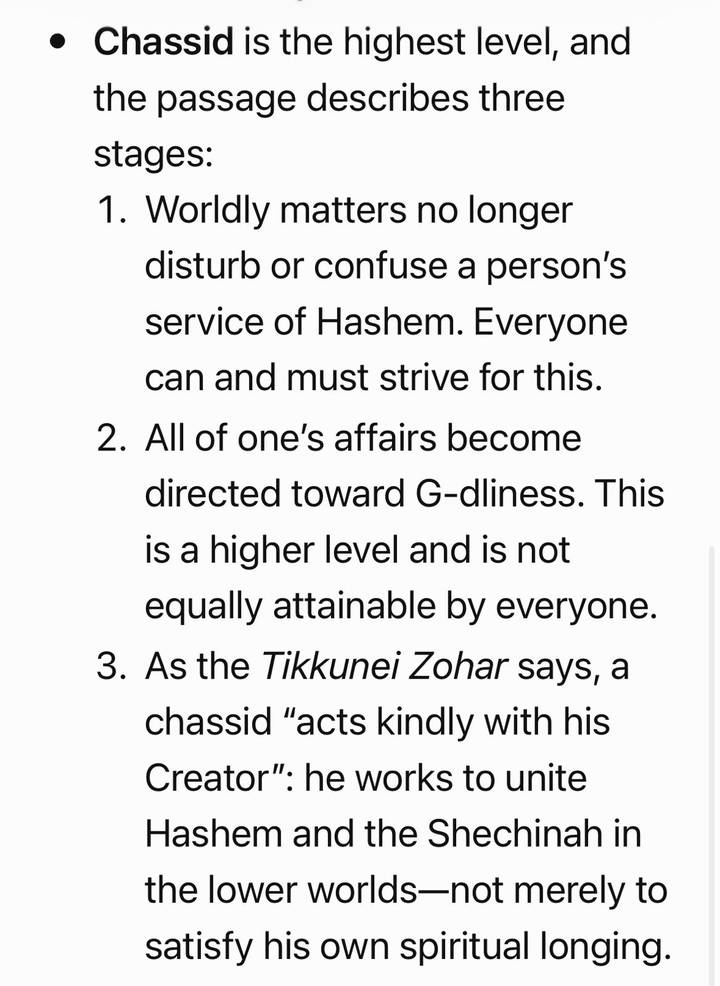 • Chassid is the highest level, and
the passage describes three
stages:
1. Worldly matters no longer
disturb or confuse a person’s
service of Hashem. Everyone
can and must strive for this.
2. All of one’s affairs become
directed toward G-dliness. This
is a higher level and is not
equally attainable by everyone.
3. As the Tikkunei Zohar says, a
chassid “acts kindly with his
Creator”: he works to unite
Hashem and the Shechinah in
the lower worlds—not merely to
satisfy his own spiritual longing.